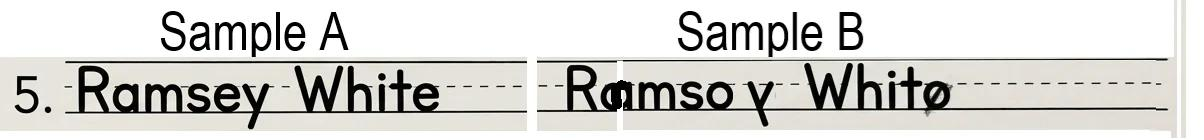 Sample A Sample B
5. Ramsey White Ramso y Whitø